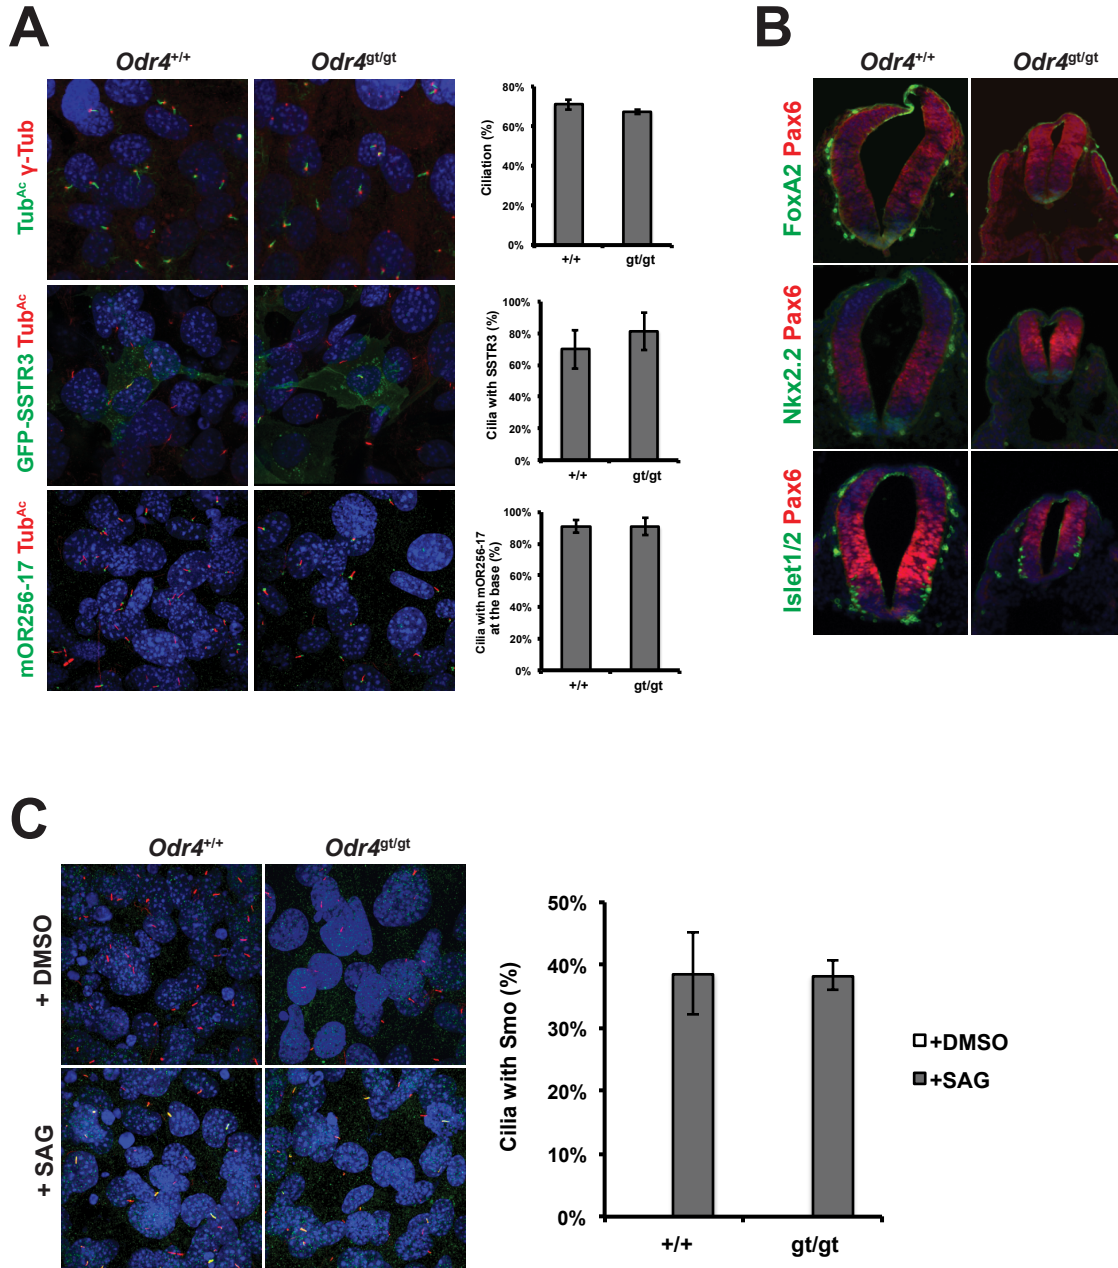 A
Odr4+/+
Odr4gt/gt
TubAc γ-Tub
80%
60%
40%
20%
0%
Ciliation (%)
+/+
gt/gt
GFP-SSTR3 TubAc
100%
80%
60%
40%
20%
0%
Cilia with SSTR3 (%)
+/+
gt/gt
mOR256-17 TubAc
100%
80%
60%
40%
20%
0%
Cilia with mOR256-17
at the base (%)
+/+
gt/gt
B
Odr4+/+
Odr4gt/gt
FoxA2 Pax6
Nkx2.2 Pax6
Islet1/2 Pax6
C
Odr4+/+
Odr4gt/gt
+ DMSO
+ SAG
50%
40%
30%
20%
10%
0%
Cilia with Smo (%)
+/+
gt/gt
+DMSO
+SAG